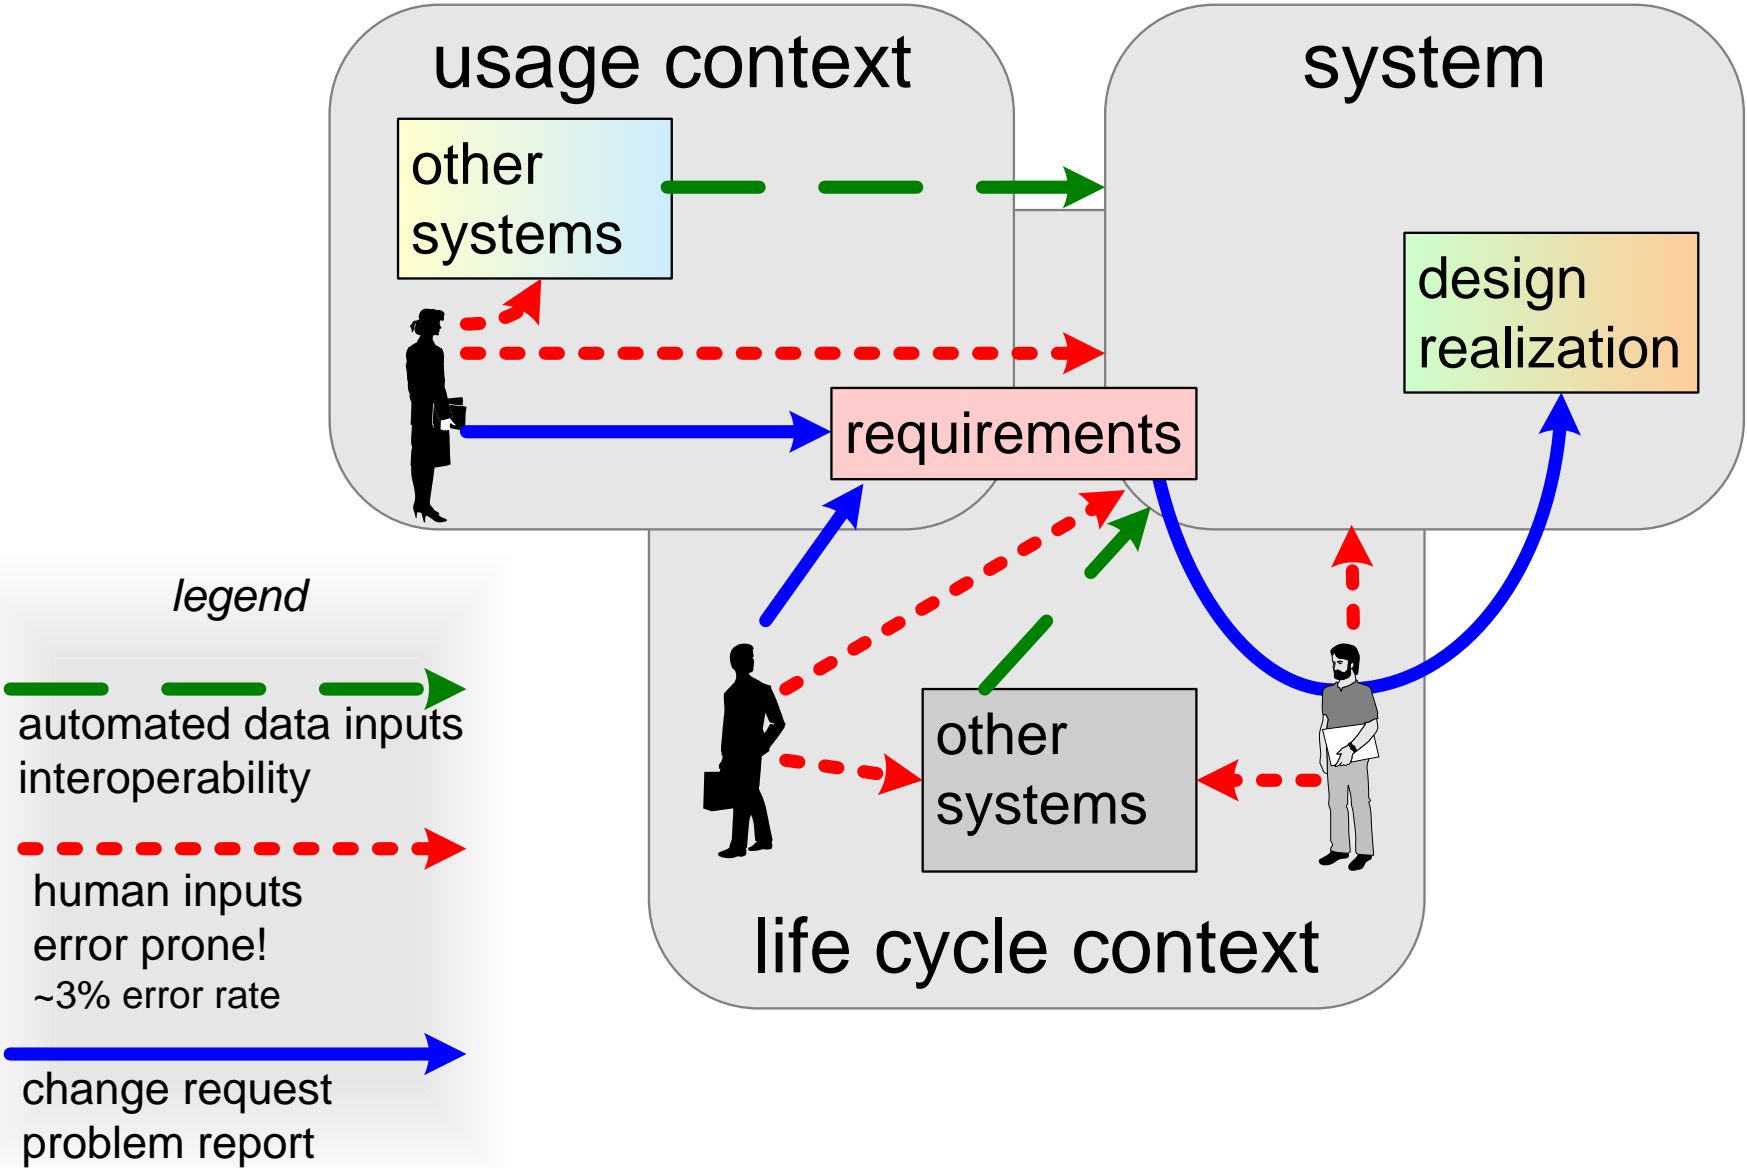 usage context
system
other
systems
design
realization
requirements
legend
automated data inputs
interoperability
human inputs
error prone!
~3% error rate
change request
problem report
other
systems
life cycle context